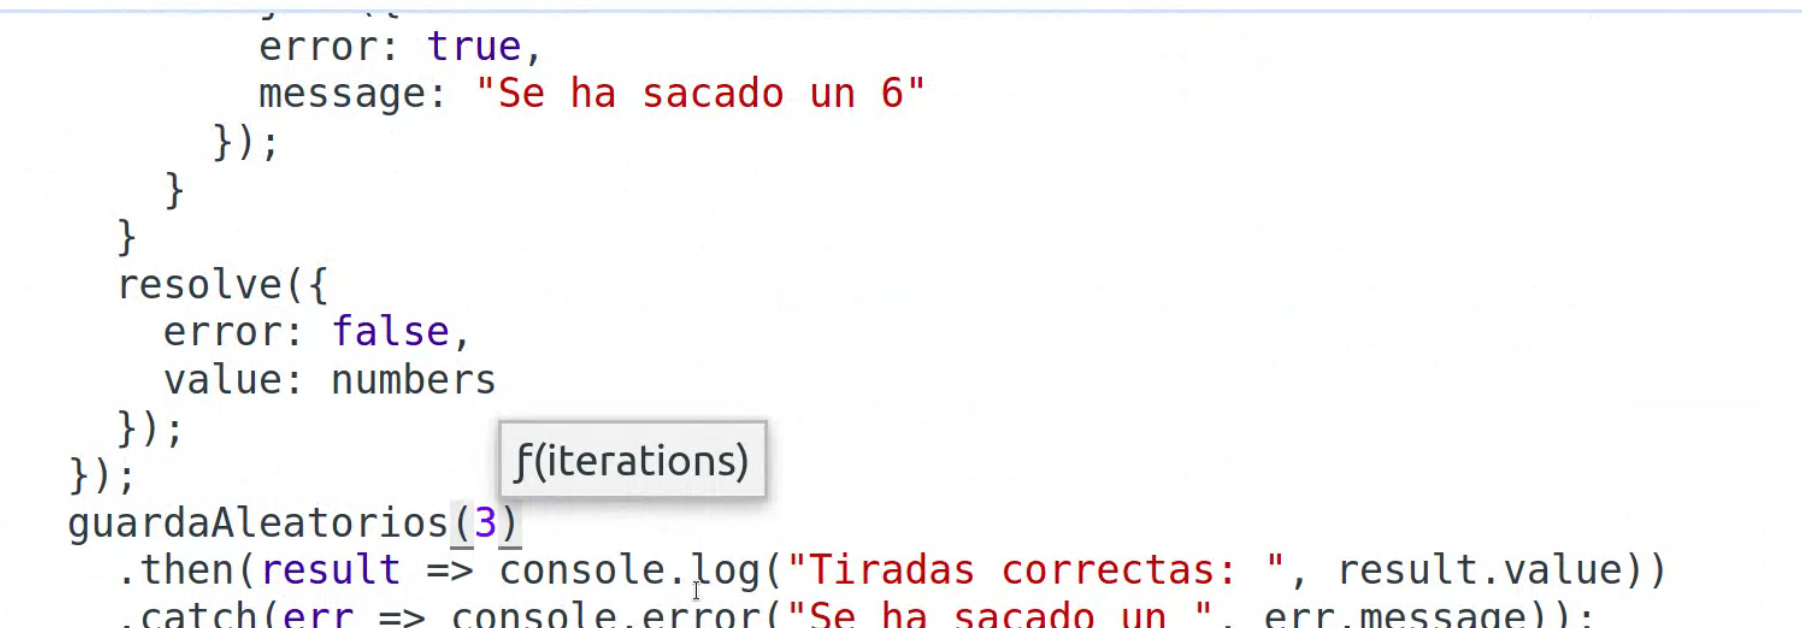 error: true,
message: "Se ha sacado un 6"
});
}
}
resolve({
error: false,
value: numbers
});
});
ƒ(iterations)
guardaAleatorios(3)
.then(result => console.log("Tiradas correctas: ", result.value))
.catch(err => console.error("Se ha sacado un ", err.message));